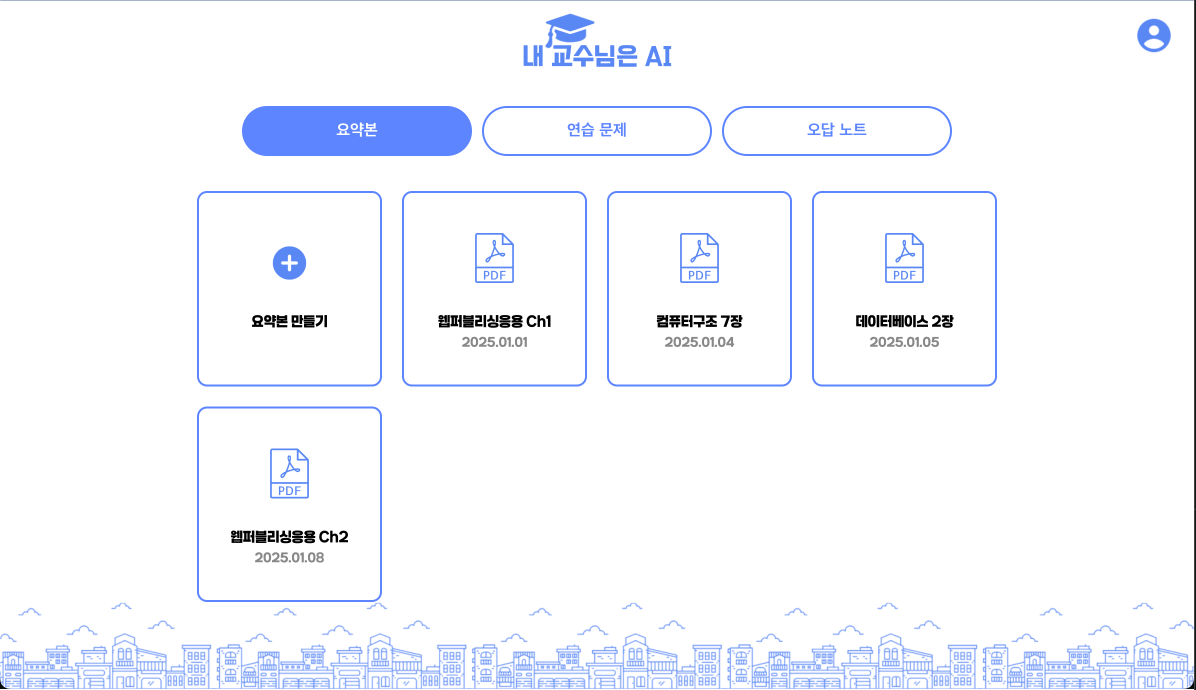 내 교수님은 AI
요약본
연습 문제
오답 노트
요약본 만들기
PDF
웹퍼블리싱응용 Ch1
2025.01.01
PDF
컴퓨터구조 7장
2025.01.04
PDF
데이터베이스 2장
2025.01.05
PDF
웹퍼블리싱응용 Ch2
2025.01.08